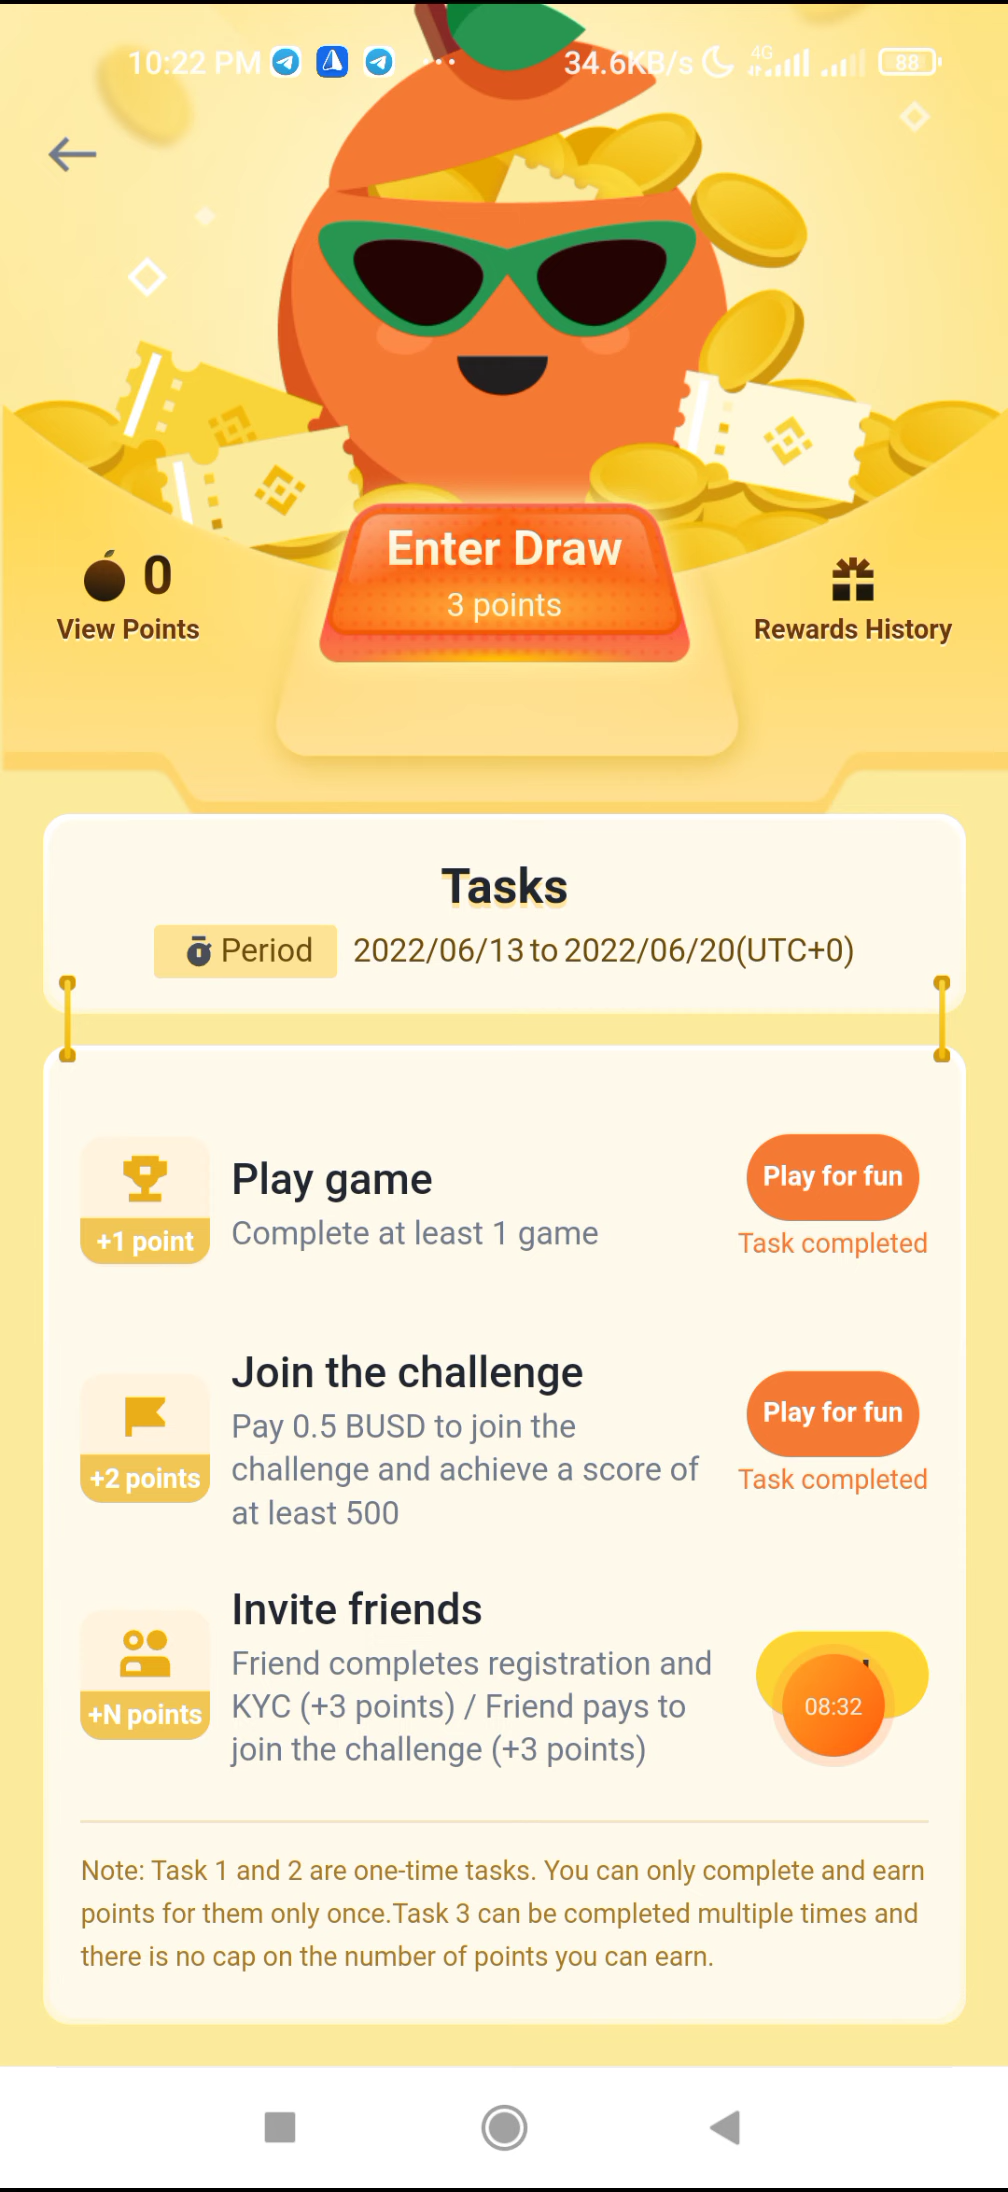 10:22 PM ... 34.6KB/s 4G 88
Enter Draw
3 points
0
View Points
Rewards History
Tasks
Period 2022/06/13 to 2022/06/20(UTC+0)
Play game
Complete at least 1 game
+1 point
Play for fun
Task completed
Join the challenge
Pay 0.5 BUSD to join the
challenge and achieve a score of
at least 500
+2 points
Play for fun
Task completed
Invite friends
Friend completes registration and
KYC (+3 points) / Friend pays to
join the challenge (+3 points)
+N points
08:32
Note: Task 1 and 2 are one-time tasks. You can only complete and earn
points for them only once.Task 3 can be completed multiple times and
there is no cap on the number of points you can earn.